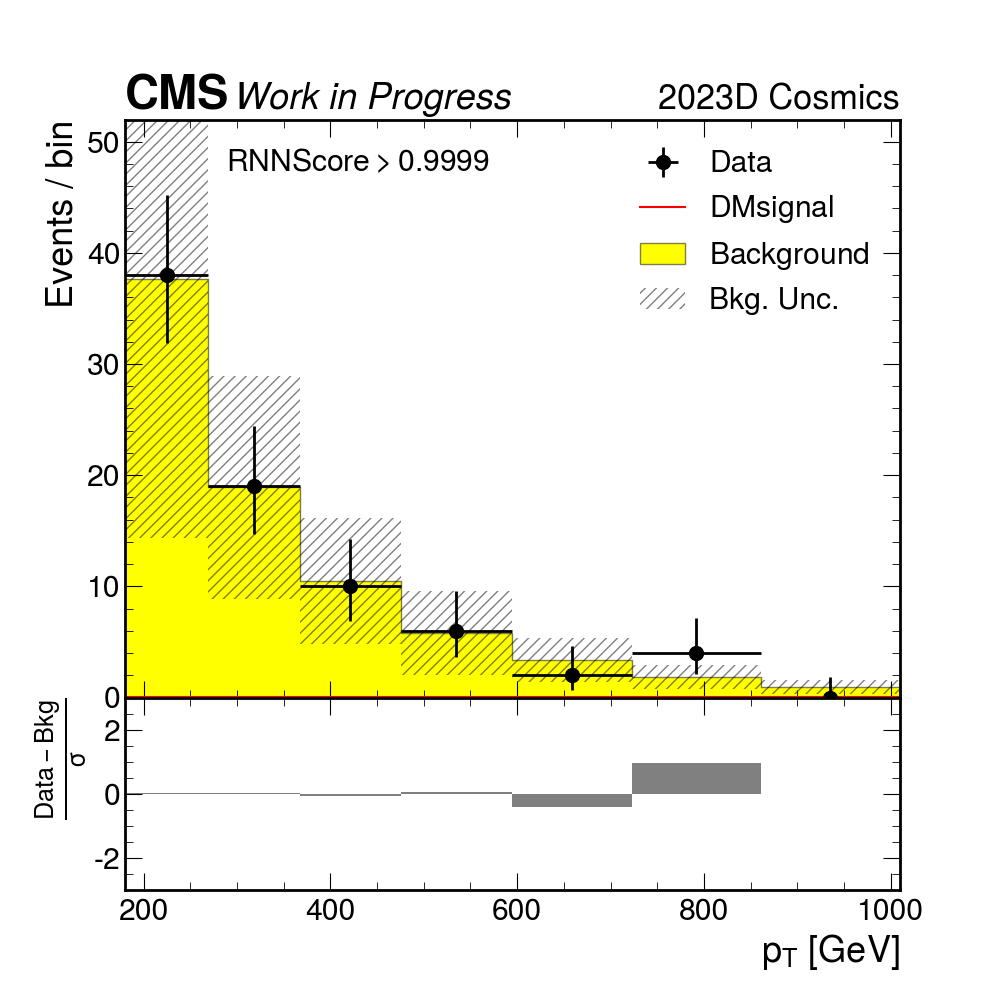 CMS Work in Progress 2023D Cosmics
Events / bin
RNNScore > 0.9999
Data
DMsignal
Background
Bkg. Unc.
50
40
30
20
10
0
Data – Bkg
σ
2
0
-2
200 400 600 800 1000
pT [GeV]